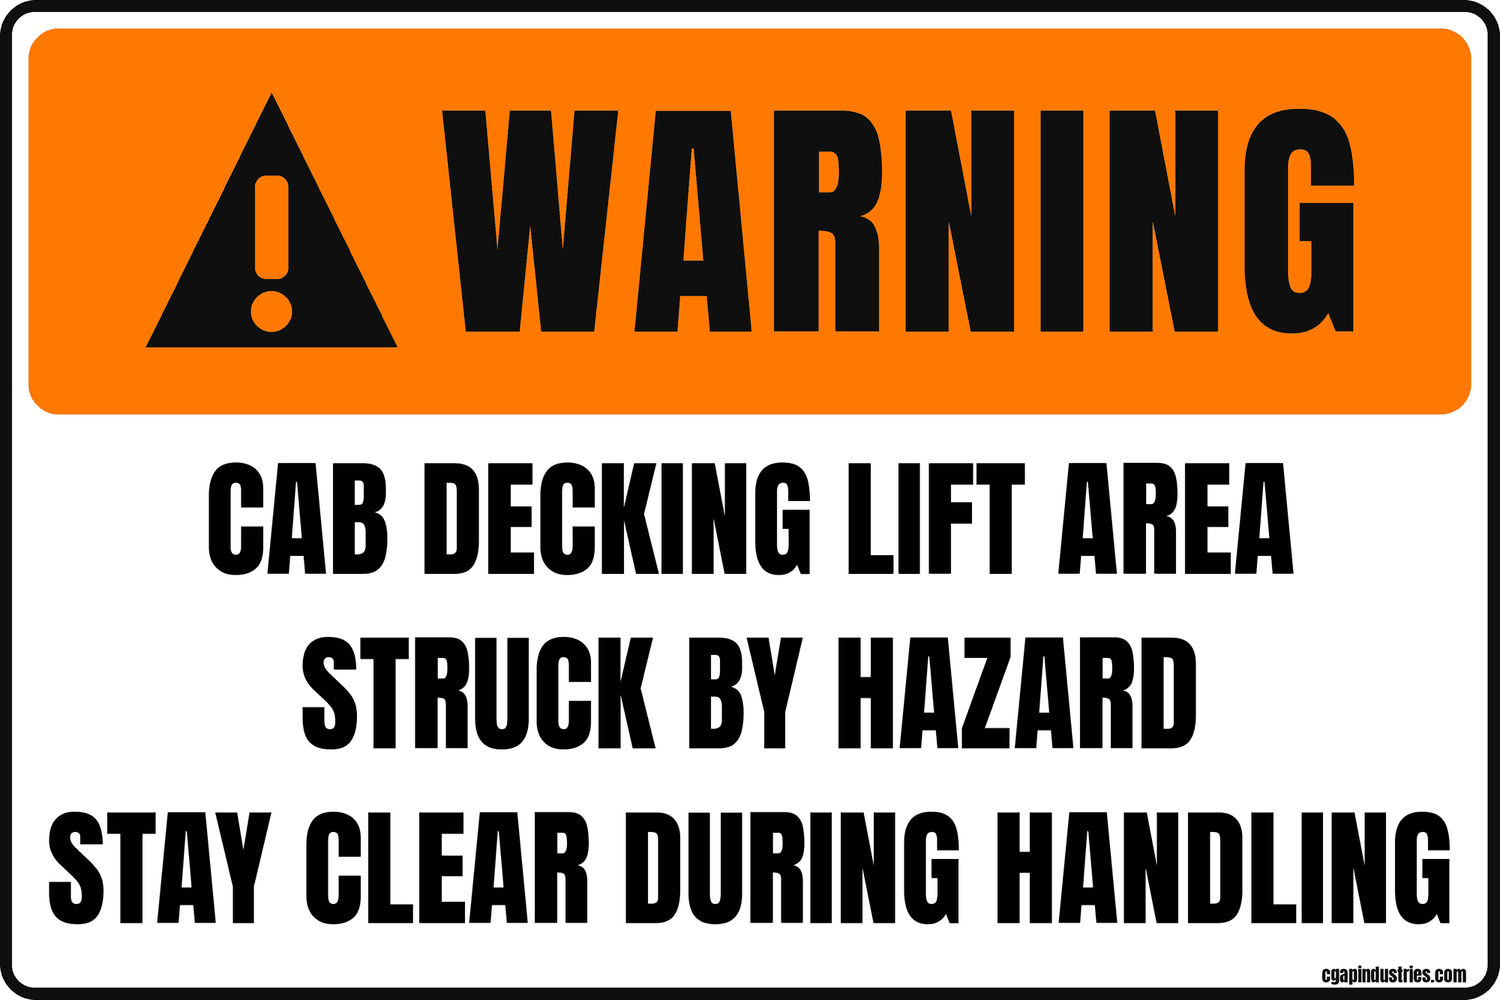 WARNING
CAB DECKING LIFT AREA
STRUCK BY HAZARD
STAY CLEAR DURING HANDLING
cgapindustries.com